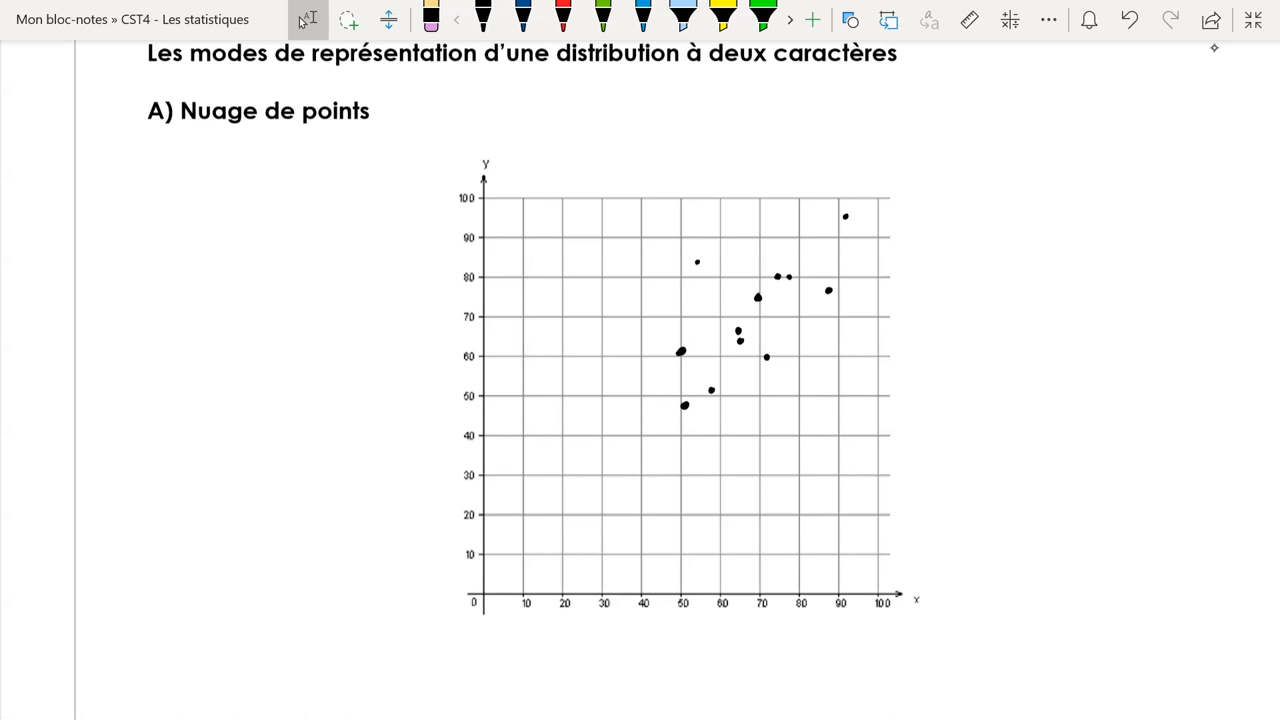 Mon bloc-notes » CST4 - Les statistiques
Les modes de représentation d’une distribution à deux caractères
A) Nuage de points
y
100
90
80
70
60
50
40
30
20
10
0 10 20 30 40 50 60 70 80 90 100 x